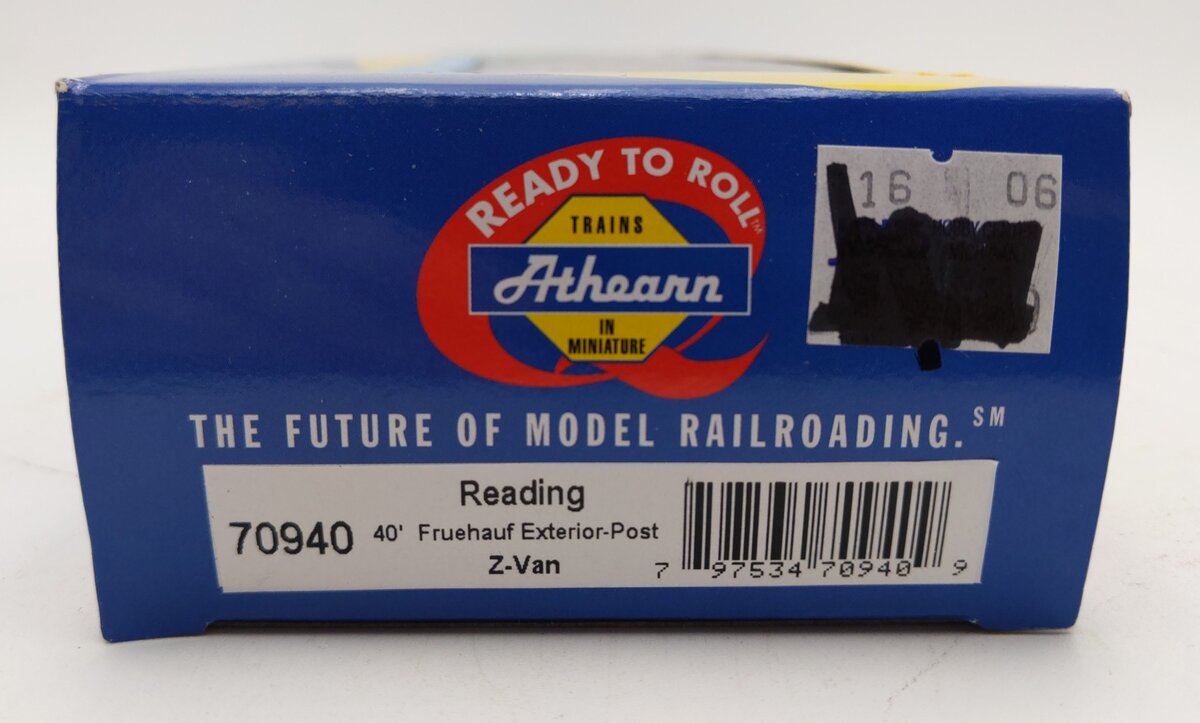 READY TO ROLL™
TRAINS
Athearn
IN
MINIATURE
16 06
THE FUTURE OF MODEL RAILROADING.℠
Reading
70940 40' Fruehauf Exterior-Post
Z-Van
7 97534 70940 9